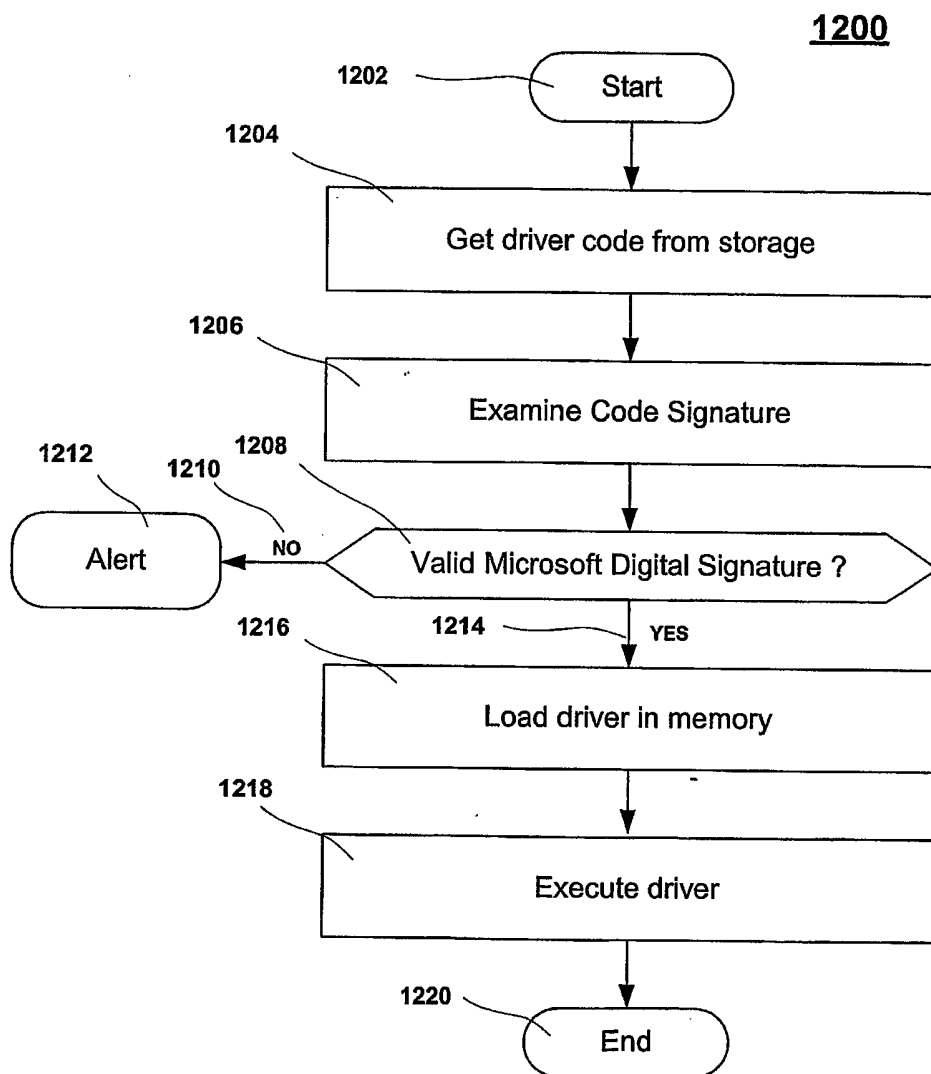 1200
1202
Start
1204
Get driver code from storage
1206
Examine Code Signature
1208
1212
1210
NO
Alert
Valid Microsoft Digital Signature ?
1216
1214
YES
Load driver in memory
1218
Execute driver
1220
End